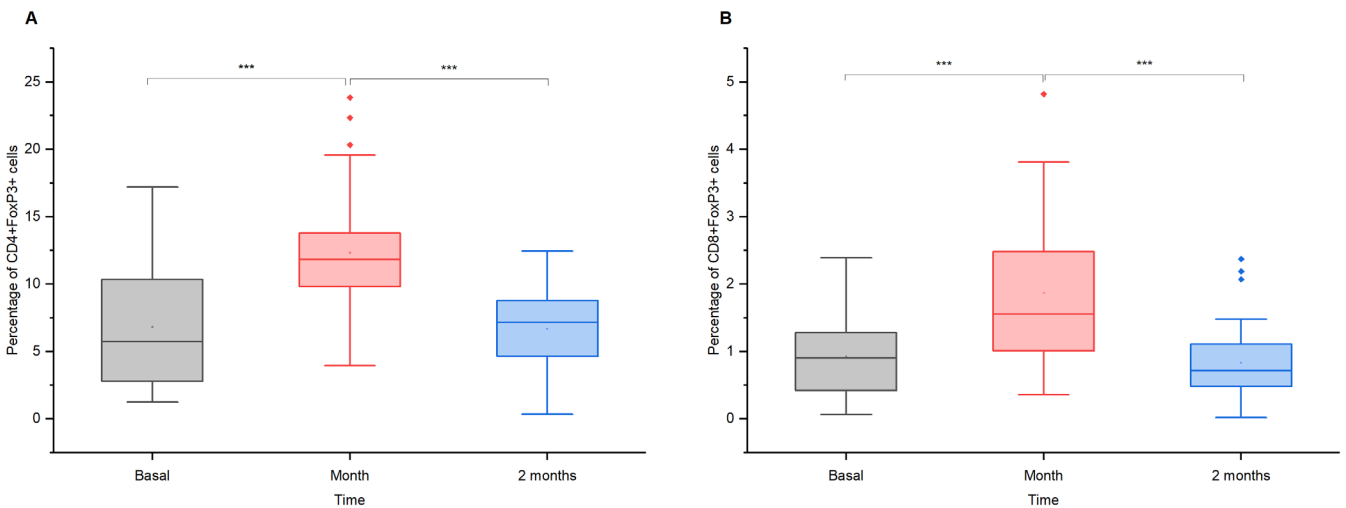 A
Percentage of CD4+FoxP3+ cells
25
20
15
10
5
0
***
***
Basal
Month
2 months
Time
B
Percentage of CD8+FoxP3+ cells
5
4
3
2
1
0
***
***
Basal
Month
2 months
Time